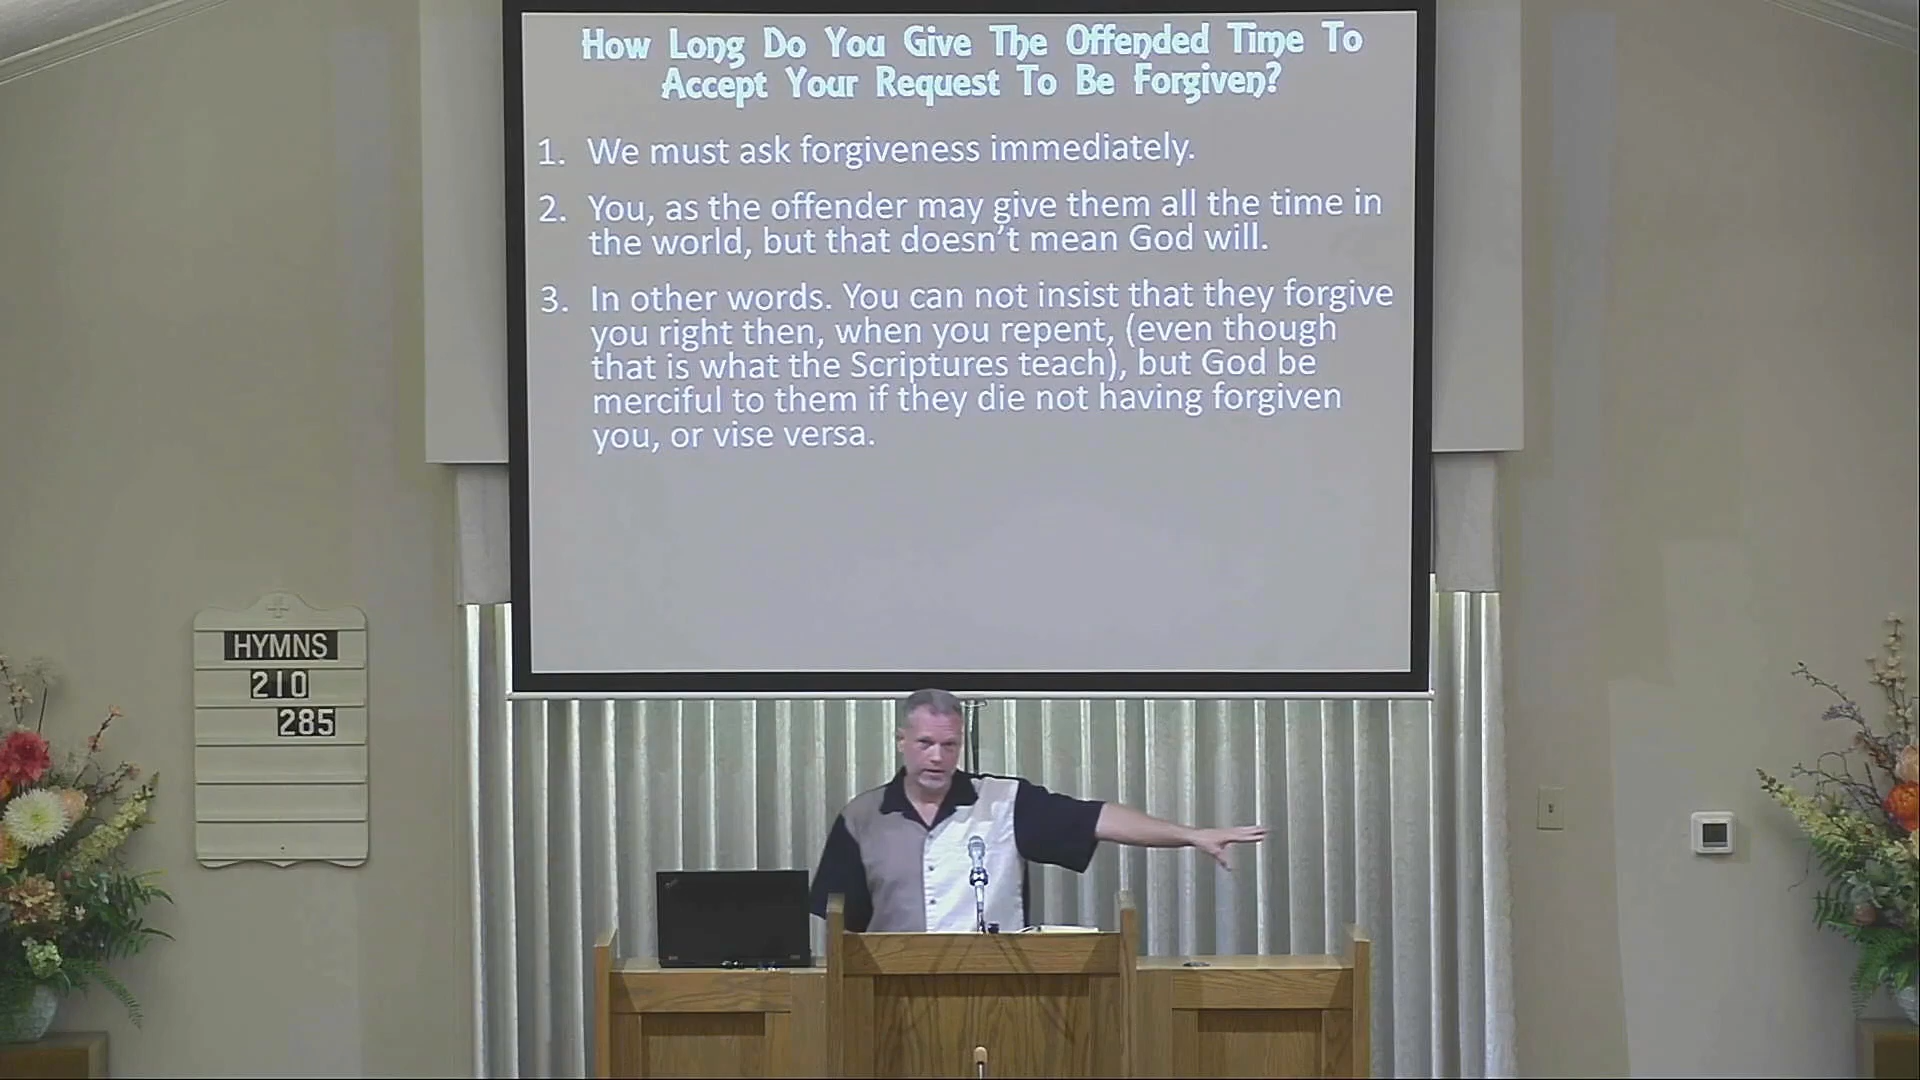 How Long Do You Give The Offended Time To
Accept Your Request To Be Forgiven?
1. We must ask forgiveness immediately.
2. You, as the offender may give them all the time in
the world, but that doesn't mean God will.
3. In other words. You can not insist that they forgive
you right then, when you repent, (even though
that is what the Scriptures teach), but God be
merciful to them if they die not having forgiven
you, or vise versa.
HYMNS
210
285